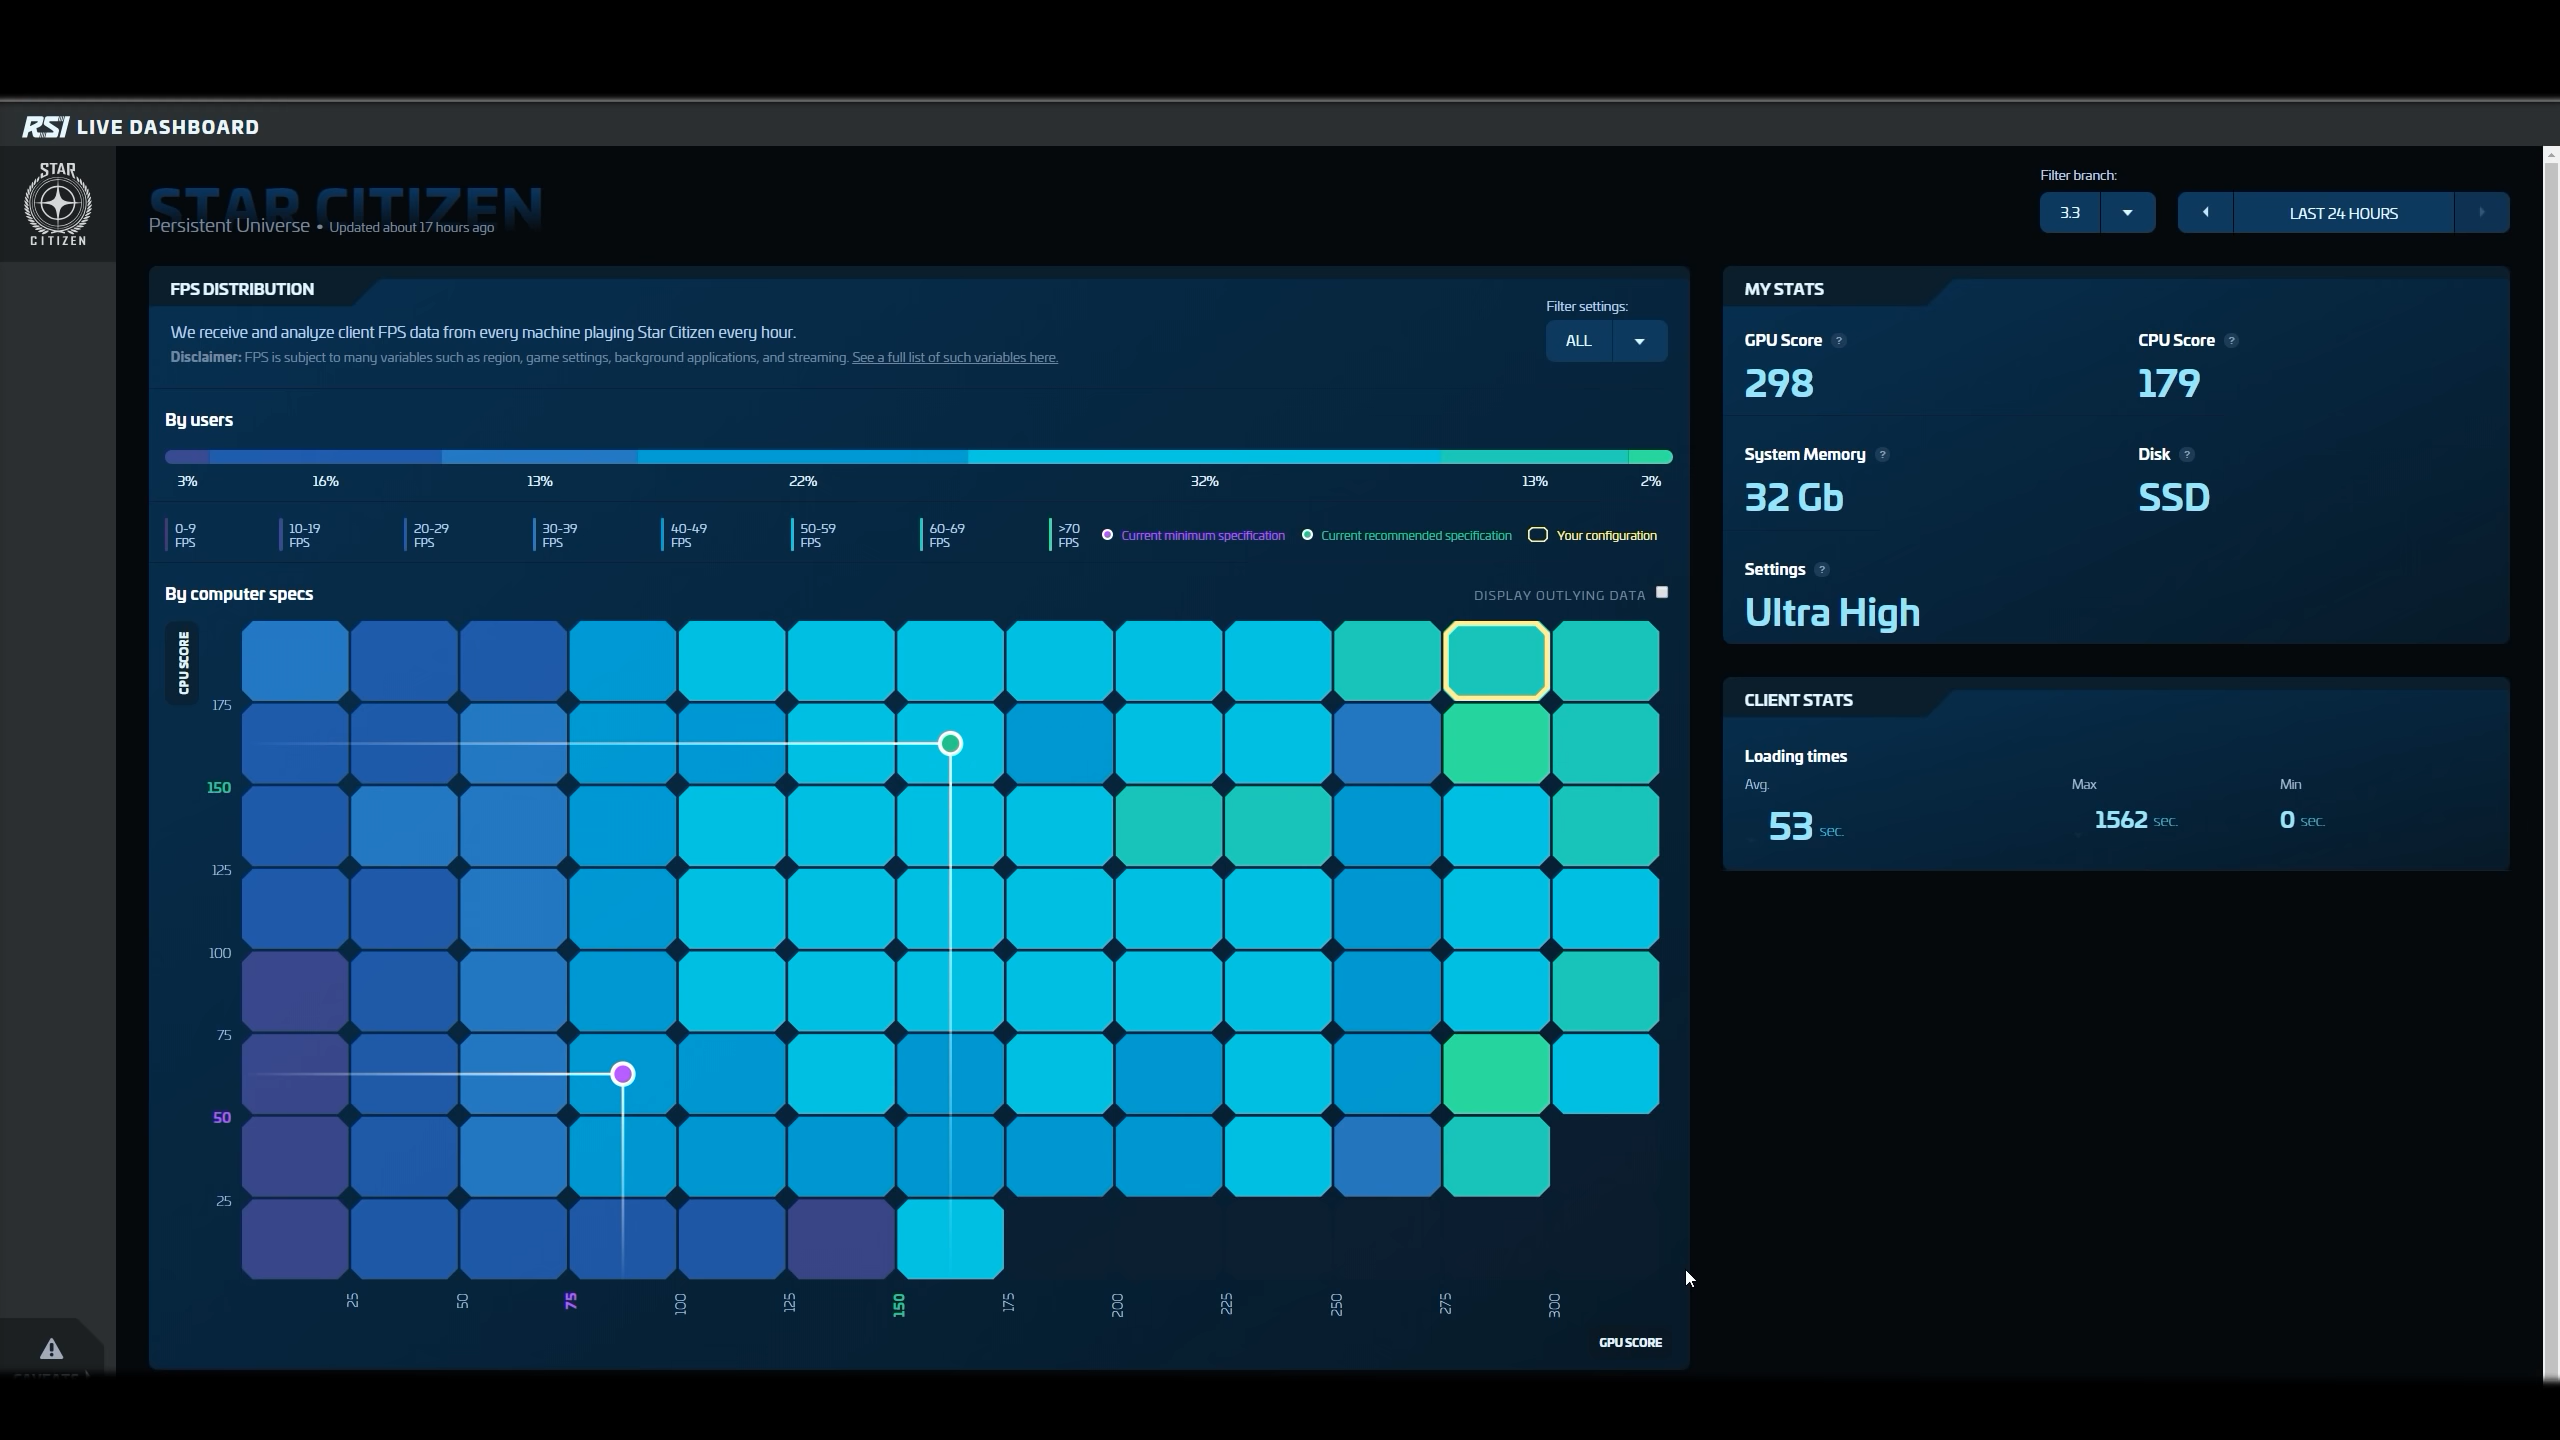 RSI LIVE DASHBOARD
STAR
CITIZEN
STAR CITIZEN
Persistent Universe • Updated about 17 hours ago
Filter branch:
3.3
LAST 24 HOURS
FPS DISTRIBUTION
We receive and analyze client FPS data from every machine playing Star Citizen every hour.
Disclaimer: FPS is subject to many variables such as region, game settings, background applications, and streaming. See a full list of such variables here.
Filter settings:
ALL
By users
3% 16% 13% 22% 32% 13% 2%
0-9 FPS
10-19 FPS
20-29 FPS
30-39 FPS
40-49 FPS
50-59 FPS
60-69 FPS
>70 FPS
Current minimum specification
Current recommended specification
Your configuration
By computer specs
DISPLAY OUTLYING DATA
CPU SCORE
175
150
125
100
75
50
25
25 50 75 100 125 150 175 200 225 250 275 300
GPU SCORE
MY STATS
GPU Score ?
298
CPU Score ?
179
System Memory ?
32 Gb
Disk ?
SSD
Settings ?
Ultra High
CLIENT STATS
Loading times
Avg. Max Min
53 sec. 1562 sec. 0 sec.